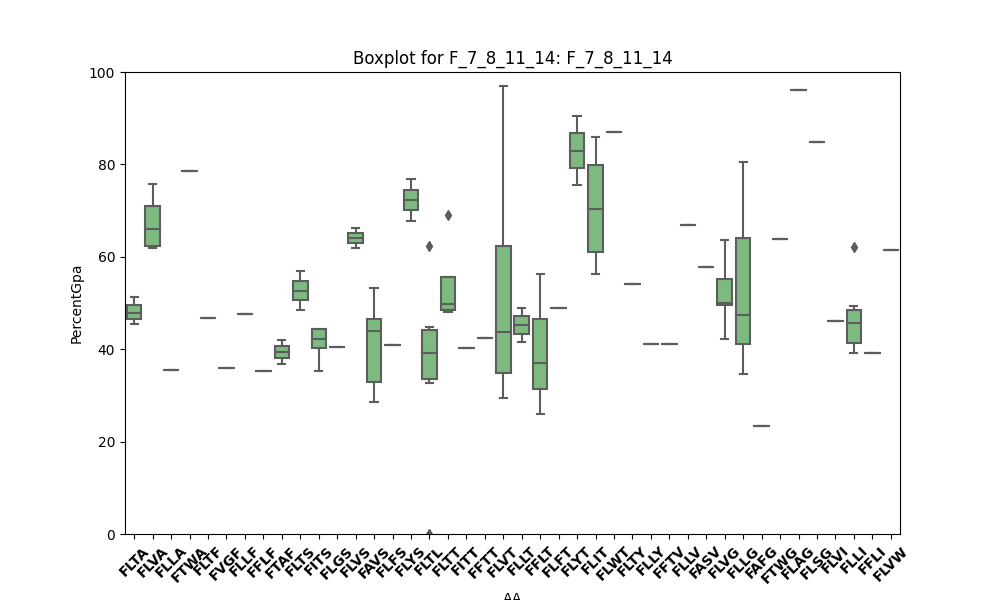 Boxplot for F_7_8_11_14: F_7_8_11_14
100
80
60
40
20
0
PercentGpa
FLTA
FLVA
FLLA
FTWA
FLTF
FVGF
FLLF
FFLF
FTAF
FLTS
FITS
FLGS
FLVS
FAVS
FLFS
FLYS
FLTL
FLTT
FITT
FFTT
FLVT
FLLT
FFLT
FLFT
FLYT
FLIT
FLWT
FLTY
FLLY
FFTV
FLLV
FASV
FLVG
FLLG
FAFG
FTWG
FLAG
FLSG
FLVI
FLLI
FFLI
FLVW
AA